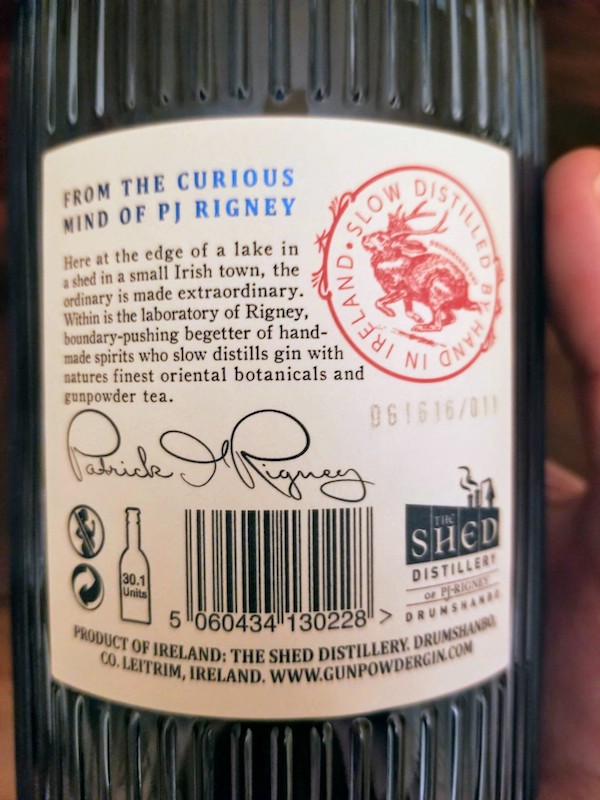 FROM THE CURIOUS
MIND OF PJ RIGNEY
Here at the edge of a lake in
a shed in a small Irish town, the
ordinary is made extraordinary.
Within is the laboratory of Rigney,
boundary-pushing begetter of hand-
made spirits who slow distills gin with
natures finest oriental botanicals and
gunpowder tea.
SLOW DISTILLED BY HAND IN IRELAND •
061616/011
Patrick J Rigney
30.1
Units
5 060434 130228 >
THE
SHED
DISTILLERY
OF PJ·RIGNEY
DRUMSHANBO
PRODUCT OF IRELAND: THE SHED DISTILLERY. DRUMSHANBO,
CO. LEITRIM, IRELAND. WWW.GUNPOWDERGIN.COM